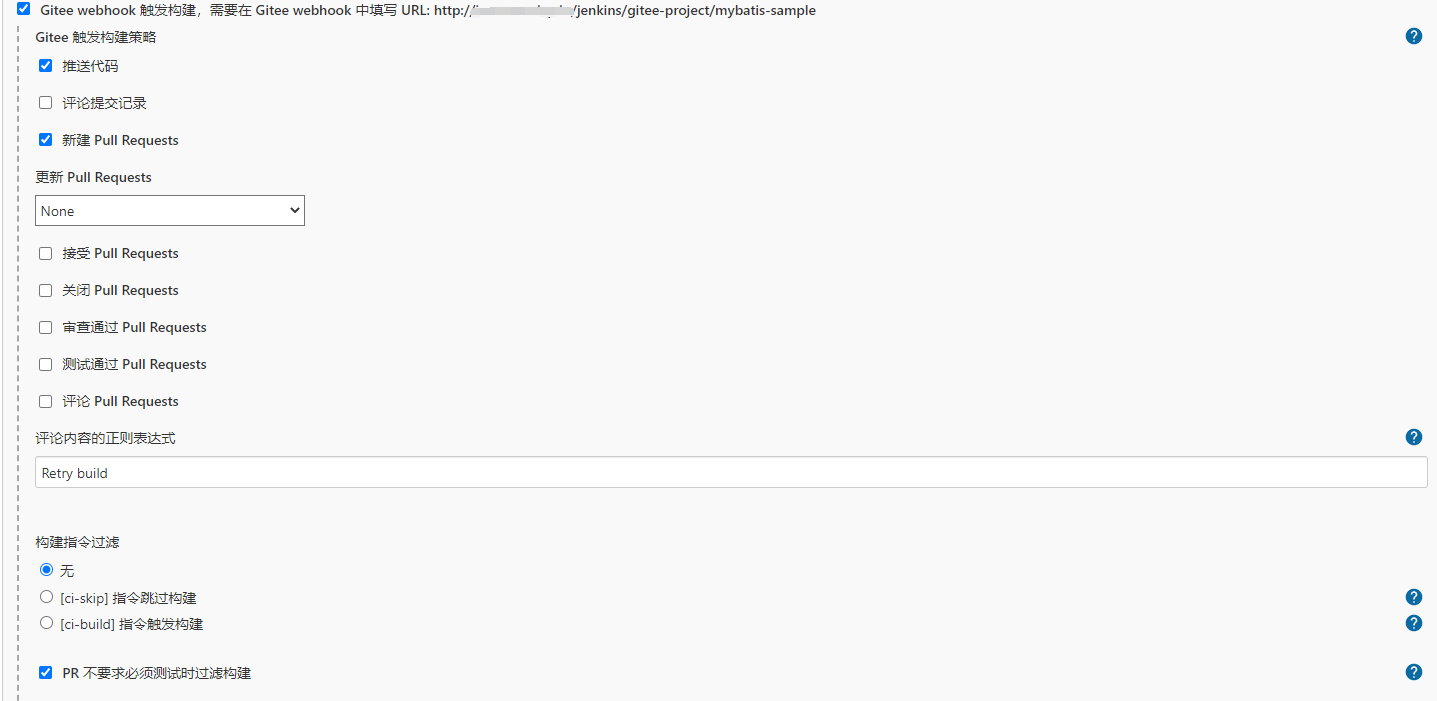 Gitee webhook 触发构建，需要在 Gitee webhook 中填写 URL: http:// /jenkins/gitee-project/mybatis-sample
Gitee 触发构建策略
推送代码
评论提交记录
新建 Pull Requests
更新 Pull Requests
None
接受 Pull Requests
关闭 Pull Requests
审查通过 Pull Requests
测试通过 Pull Requests
评论 Pull Requests
评论内容的正则表达式
Retry build
构建指令过滤
无
[ci-skip] 指令跳过构建
[ci-build] 指令触发构建
PR 不要求必须测试时过滤构建